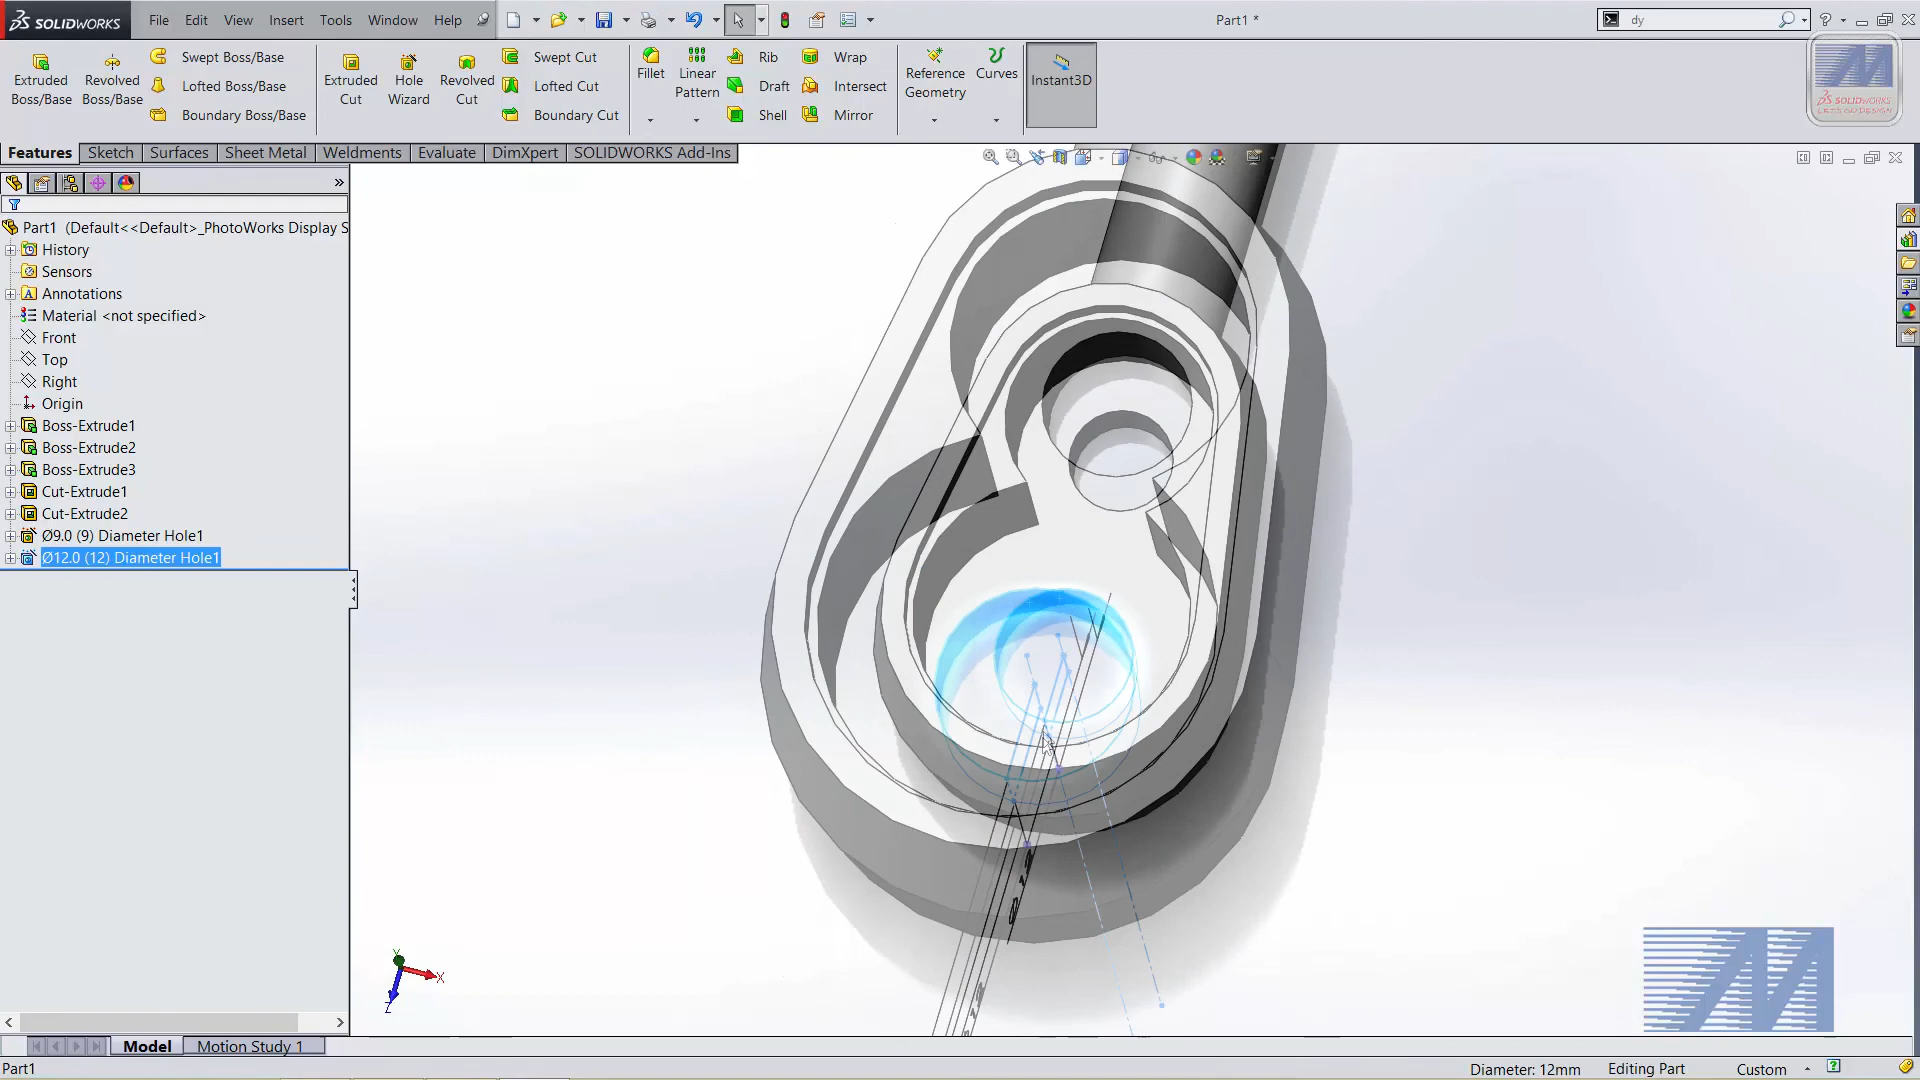 SOLIDWORKS File Edit View Insert Tools Window Help Part1 * dy
Extruded Boss/Base
Revolved Boss/Base
Swept Boss/Base
Lofted Boss/Base
Boundary Boss/Base
Extruded Cut
Hole Wizard
Revolved Cut
Swept Cut
Lofted Cut
Boundary Cut
Fillet
Linear Pattern
Rib
Draft
Shell
Wrap
Intersect
Mirror
Reference Geometry
Curves
Instant3D
SOLIDWORKS
LET'S GO DESIGN
Features Sketch Surfaces Sheet Metal Weldments Evaluate DimXpert SOLIDWORKS Add-Ins
Part1 (Default<<Default>_PhotoWorks Display S
History
Sensors
Annotations
Material <not specified>
Front
Top
Right
Origin
Boss-Extrude1
Boss-Extrude2
Boss-Extrude3
Cut-Extrude1
Cut-Extrude2
Ø9.0 (9) Diameter Hole1
Ø12.0 (12) Diameter Hole1
Y
X
Z
Model Motion Study 1
Part1 Diameter: 12mm Editing Part Custom